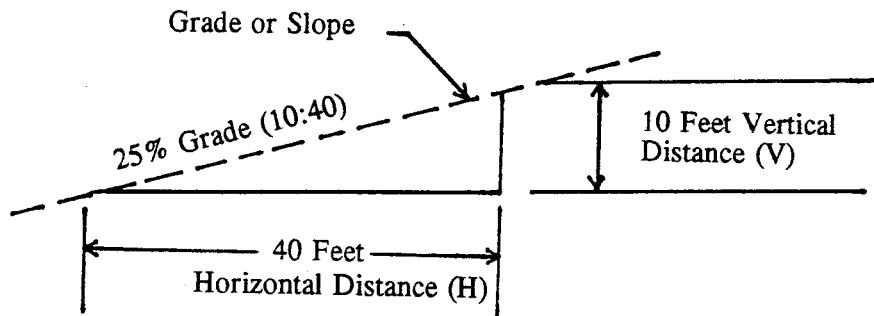 Grade or Slope
25% Grade (10:40)
10 Feet Vertical
Distance (V)
40 Feet
Horizontal Distance (H)